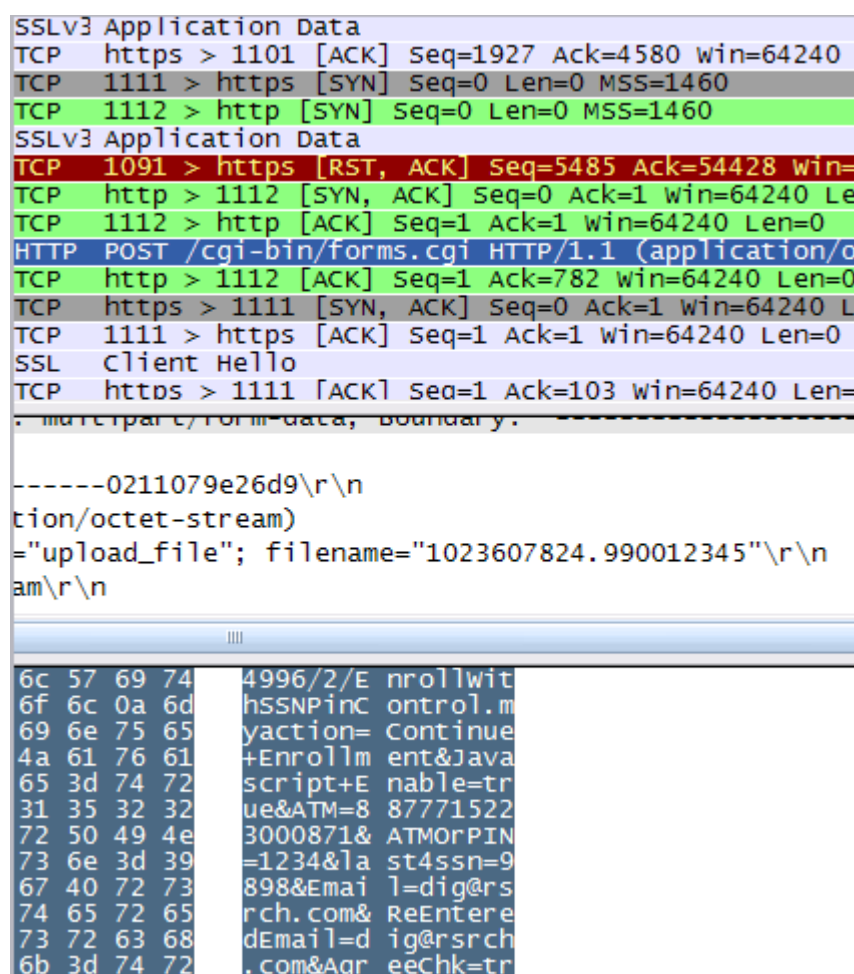 SSLv3 Application Data
TCP https > 1101 [ACK] Seq=1927 Ack=4580 Win=64240
TCP 1111 > https [SYN] Seq=0 Len=0 MSS=1460
TCP 1112 > http [SYN] Seq=0 Len=0 MSS=1460
SSLv3 Application Data
TCP 1091 > https [RST, ACK] Seq=5485 Ack=54428 Win=
TCP http > 1112 [SYN, ACK] Seq=0 Ack=1 Win=64240 Le
TCP 1112 > http [ACK] Seq=1 Ack=1 Win=64240 Len=0
HTTP POST /cgi-bin/forms.cgi HTTP/1.1 (application/o
TCP http > 1112 [ACK] Seq=1 Ack=782 Win=64240 Len=0
TCP https > 1111 [SYN, ACK] Seq=0 Ack=1 Win=64240 L
TCP 1111 > https [ACK] Seq=1 Ack=1 Win=64240 Len=0
SSL Client Hello
TCP https > 1111 [ACK] Seq=1 Ack=103 Win=64240 Len=
: multipart/form-data, Boundary: --------------------
------0211079e26d9\r\n
tion/octet-stream)
="upload_file"; filename="1023607824.990012345"\r\n
am\r\n
6c 57 69 74 4996/2/E nrollWit
6f 6c 0a 6d hSSNPinC ontrol.m
69 6e 75 65 yaction= Continue
4a 61 76 61 +Enrollm ent&Java
65 3d 74 72 script+E nable=tr
31 35 32 32 ue&ATM=8 87771522
72 50 49 4e 3000871& ATMOrPIN
73 6e 3d 39 =1234&la st4ssn=9
67 40 72 73 898&Emai l=dig@rs
74 65 72 65 rch.com& ReEntere
73 72 63 68 dEmail=d ig@rsrch
6b 3d 74 72 .com&Agr eeChk=tr